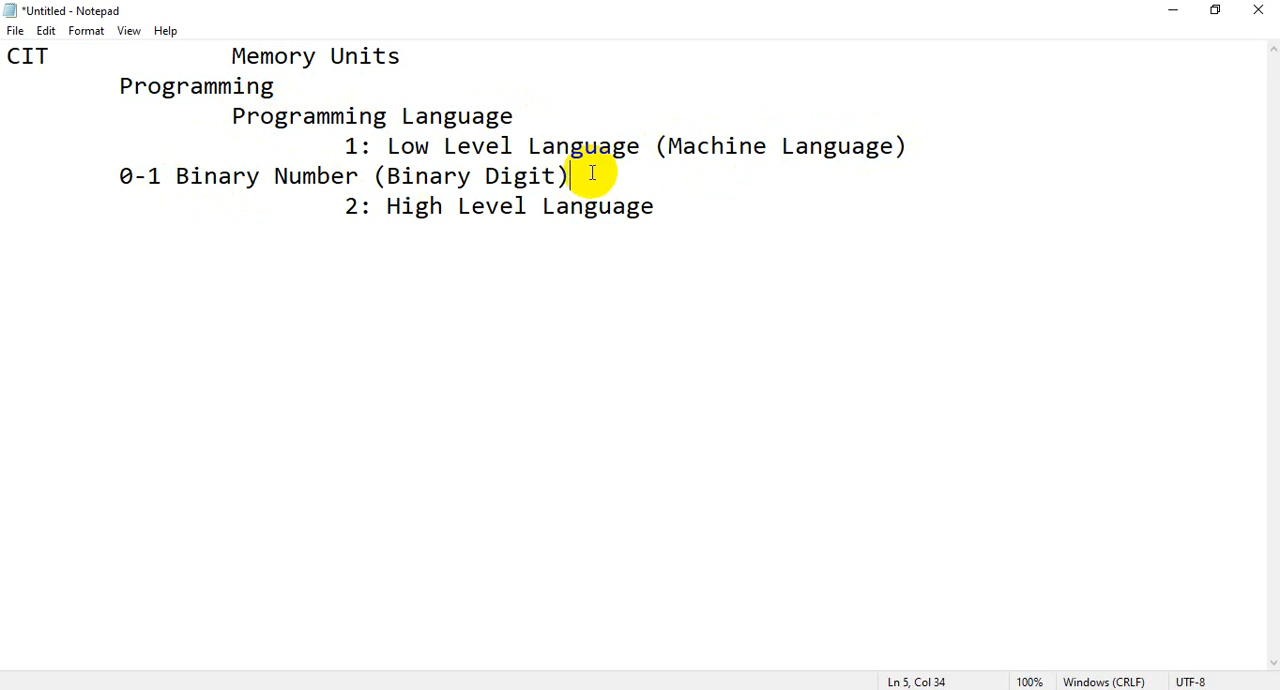 *Untitled - Notepad
File Edit Format View Help
CIT Memory Units
Programming
Programming Language
1: Low Level Language (Machine Language)
0-1 Binary Number (Binary Digit)
2: High Level Language
Ln 5, Col 34 100% Windows (CRLF) UTF-8